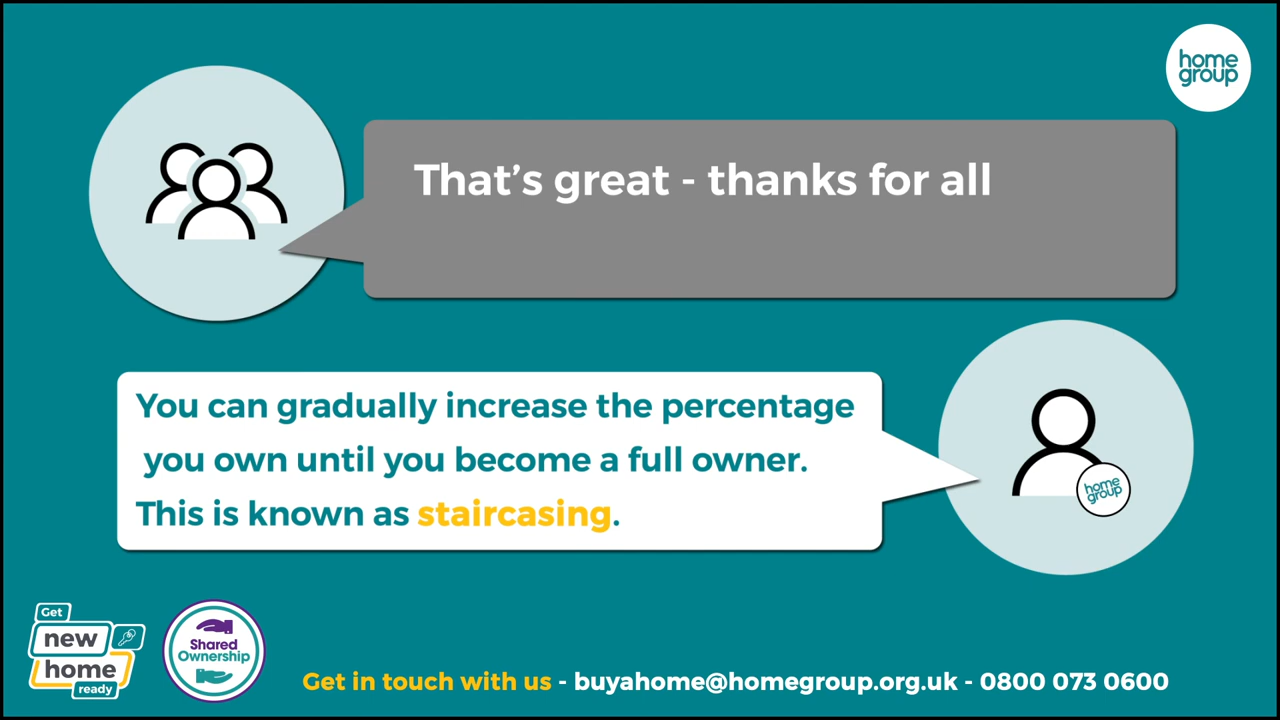 home
group
That’s great - thanks for all
You can gradually increase the percentage
you own until you become a full owner.
This is known as staircasing.
home
group
Get
new
home
ready
Shared
Ownership
Get in touch with us - buyahome@homegroup.org.uk - 0800 073 0600